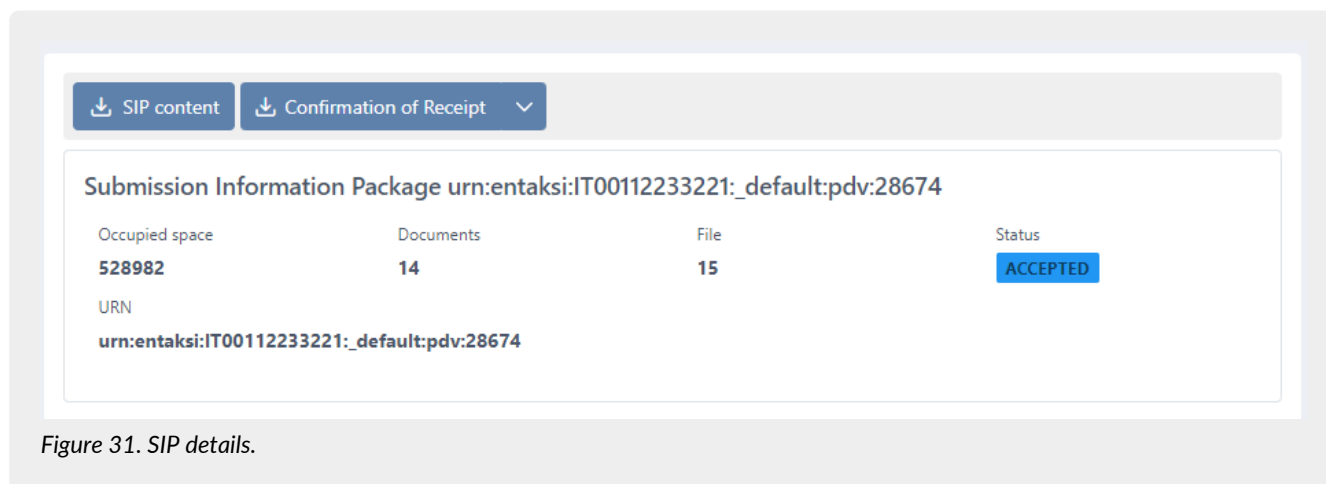 SIP content Confirmation of Receipt
Submission Information Package urn:entaksi:IT00112233221:_default:pdv:28674
Occupied space Documents File Status
528982 14 15 ACCEPTED
URN
urn:entaksi:IT00112233221:_default:pdv:28674
Figure 31. SIP details.